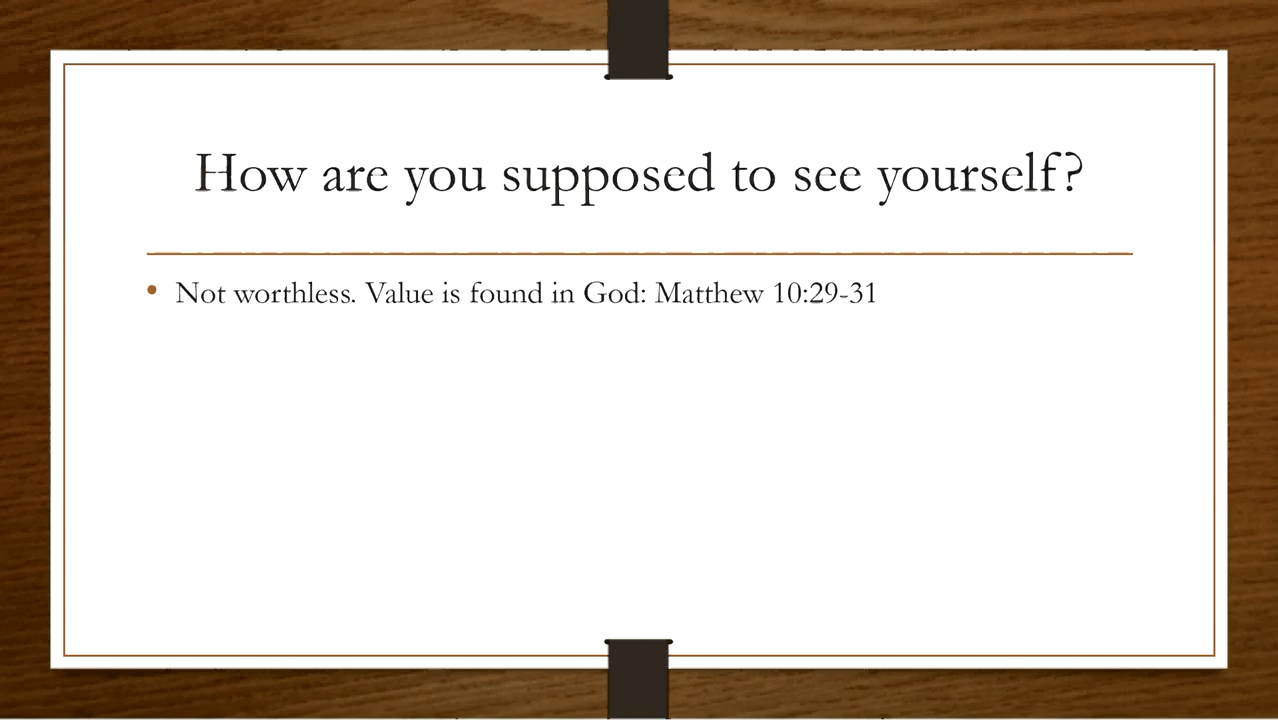 How are you supposed to see yourself?
• Not worthless. Value is found in God: Matthew 10:29-31